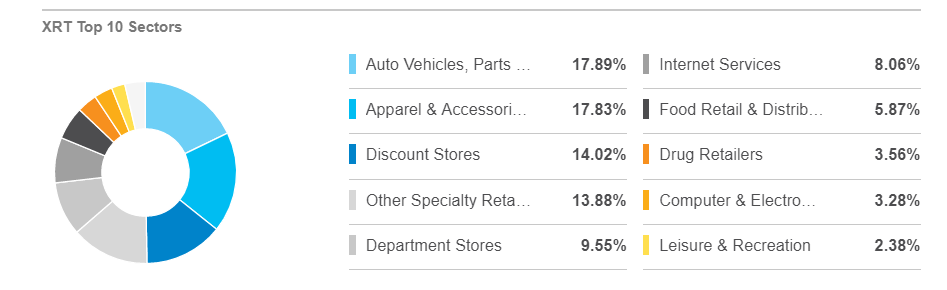 XRT Top 10 Sectors
Auto Vehicles, Parts ... 17.89%
Apparel & Accessori... 17.83%
Discount Stores 14.02%
Other Specialty Reta... 13.88%
Department Stores 9.55%
Internet Services 8.06%
Food Retail & Distrib... 5.87%
Drug Retailers 3.56%
Computer & Electro... 3.28%
Leisure & Recreation 2.38%